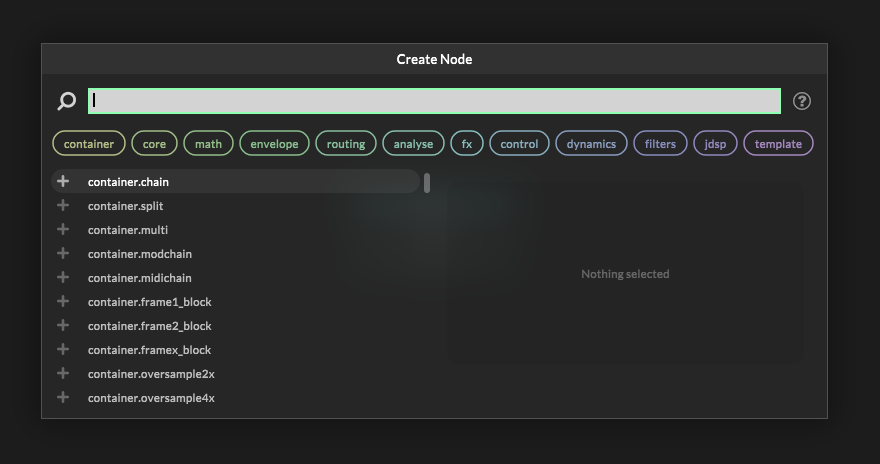 Create Node
?
container core math envelope routing analyse fx control dynamics filters jdsp template
container.chain
container.split
container.multi
container.modchain
container.midichain
container.frame1_block
container.frame2_block
container.framex_block
container.oversample2x
container.oversample4x
Nothing selected